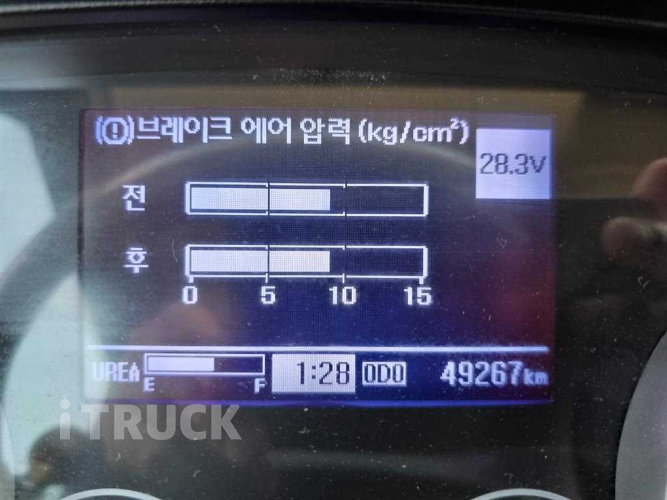 (!)브레이크 에어 압력 (kg/cm²)
28.3V
전
후
0 5 10 15
UREA E F 1:28 ODO 49267km
iTRUCK